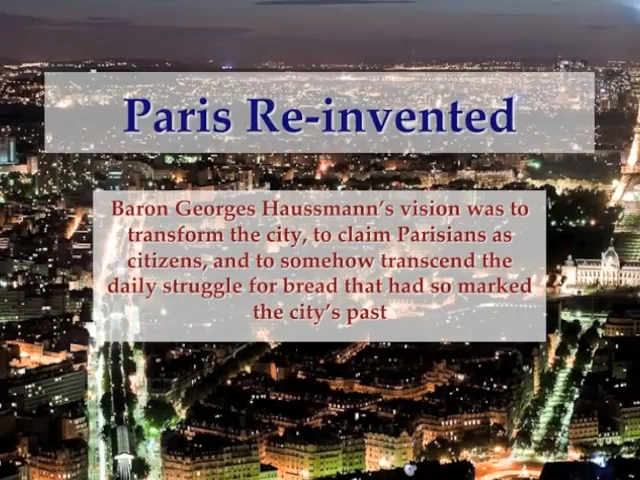 Paris Re-invented
Baron Georges Haussmann’s vision was to
transform the city, to claim Parisians as
citizens, and to somehow transcend the
daily struggle for bread that had so marked
the city’s past